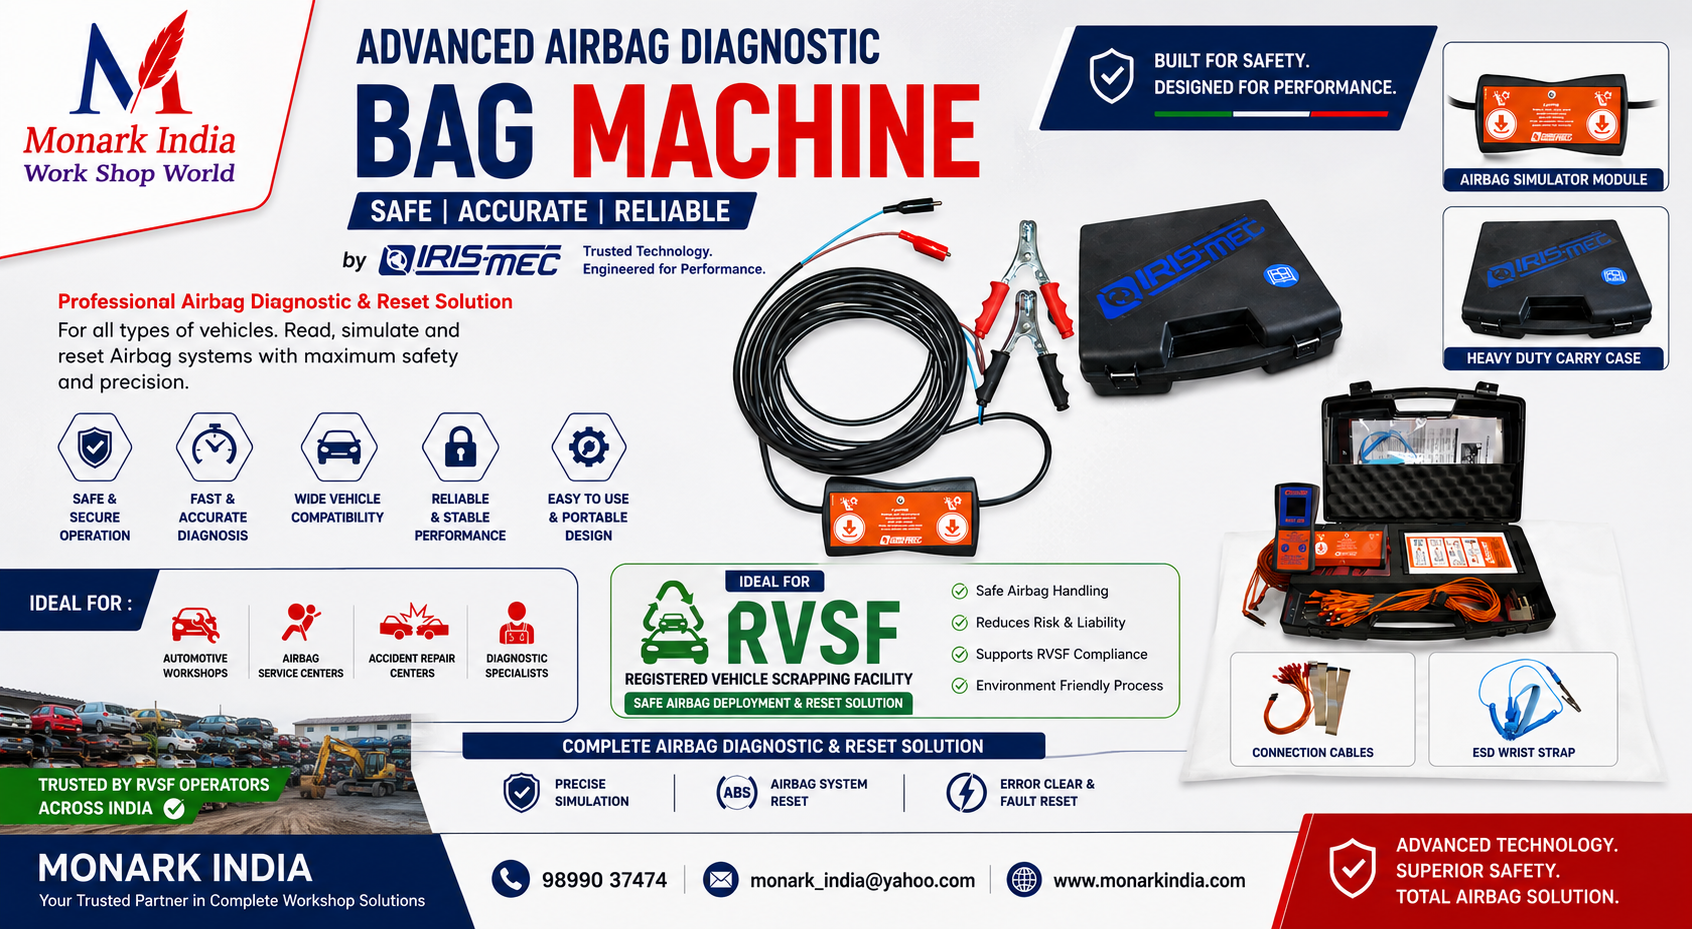 Monark India
Work Shop World
ADVANCED AIRBAG DIAGNOSTIC
BAG MACHINE
SAFE | ACCURATE | RELIABLE
by IRIS-MEC
Trusted Technology.
Engineered for Performance.
BUILT FOR SAFETY.
DESIGNED FOR PERFORMANCE.
AIRBAG SIMULATOR MODULE
IRIS-MEC
HEAVY DUTY CARRY CASE
IRIS-MEC
Professional Airbag Diagnostic & Reset Solution
For all types of vehicles. Read, simulate and
reset Airbag systems with maximum safety
and precision.
SAFE &
SECURE
OPERATION
FAST &
ACCURATE
DIAGNOSIS
WIDE VEHICLE
COMPATIBILITY
RELIABLE
& STABLE
PERFORMANCE
EASY TO USE
& PORTABLE
DESIGN
IDEAL FOR :
AUTOMOTIVE
WORKSHOPS
AIRBAG
SERVICE CENTERS
ACCIDENT REPAIR
CENTERS
DIAGNOSTIC
SPECIALISTS
IDEAL FOR
RVSF
REGISTERED VEHICLE SCRAPPING FACILITY
SAFE AIRBAG DEPLOYMENT & RESET SOLUTION
Safe Airbag Handling
Reduces Risk & Liability
Supports RVSF Compliance
Environment Friendly Process
CONNECTION CABLES
ESD WRIST STRAP
TRUSTED BY RVSF OPERATORS
ACROSS INDIA
COMPLETE AIRBAG DIAGNOSTIC & RESET SOLUTION
PRECISE
SIMULATION
ABS
AIRBAG SYSTEM
RESET
ERROR CLEAR &
FAULT RESET
MONARK INDIA
Your Trusted Partner in Complete Workshop Solutions
98990 37474
monark_india@yahoo.com
www.monarkindia.com
ADVANCED TECHNOLOGY.
SUPERIOR SAFETY.
TOTAL AIRBAG SOLUTION.